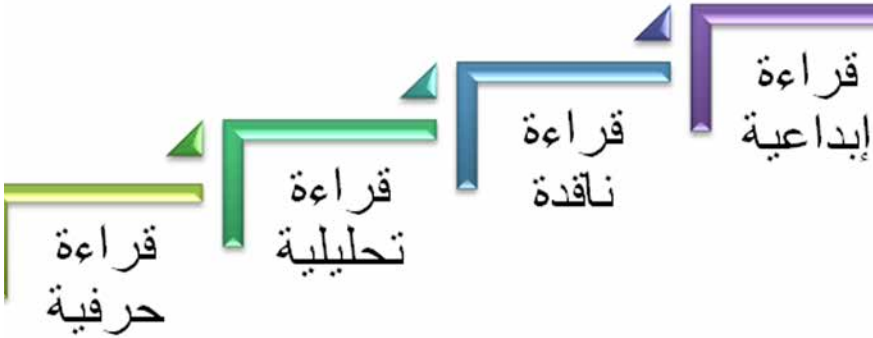 قراءة
حرفية
قراءة
تحليلية
قراءة
ناقدة
قراءة
إبداعية